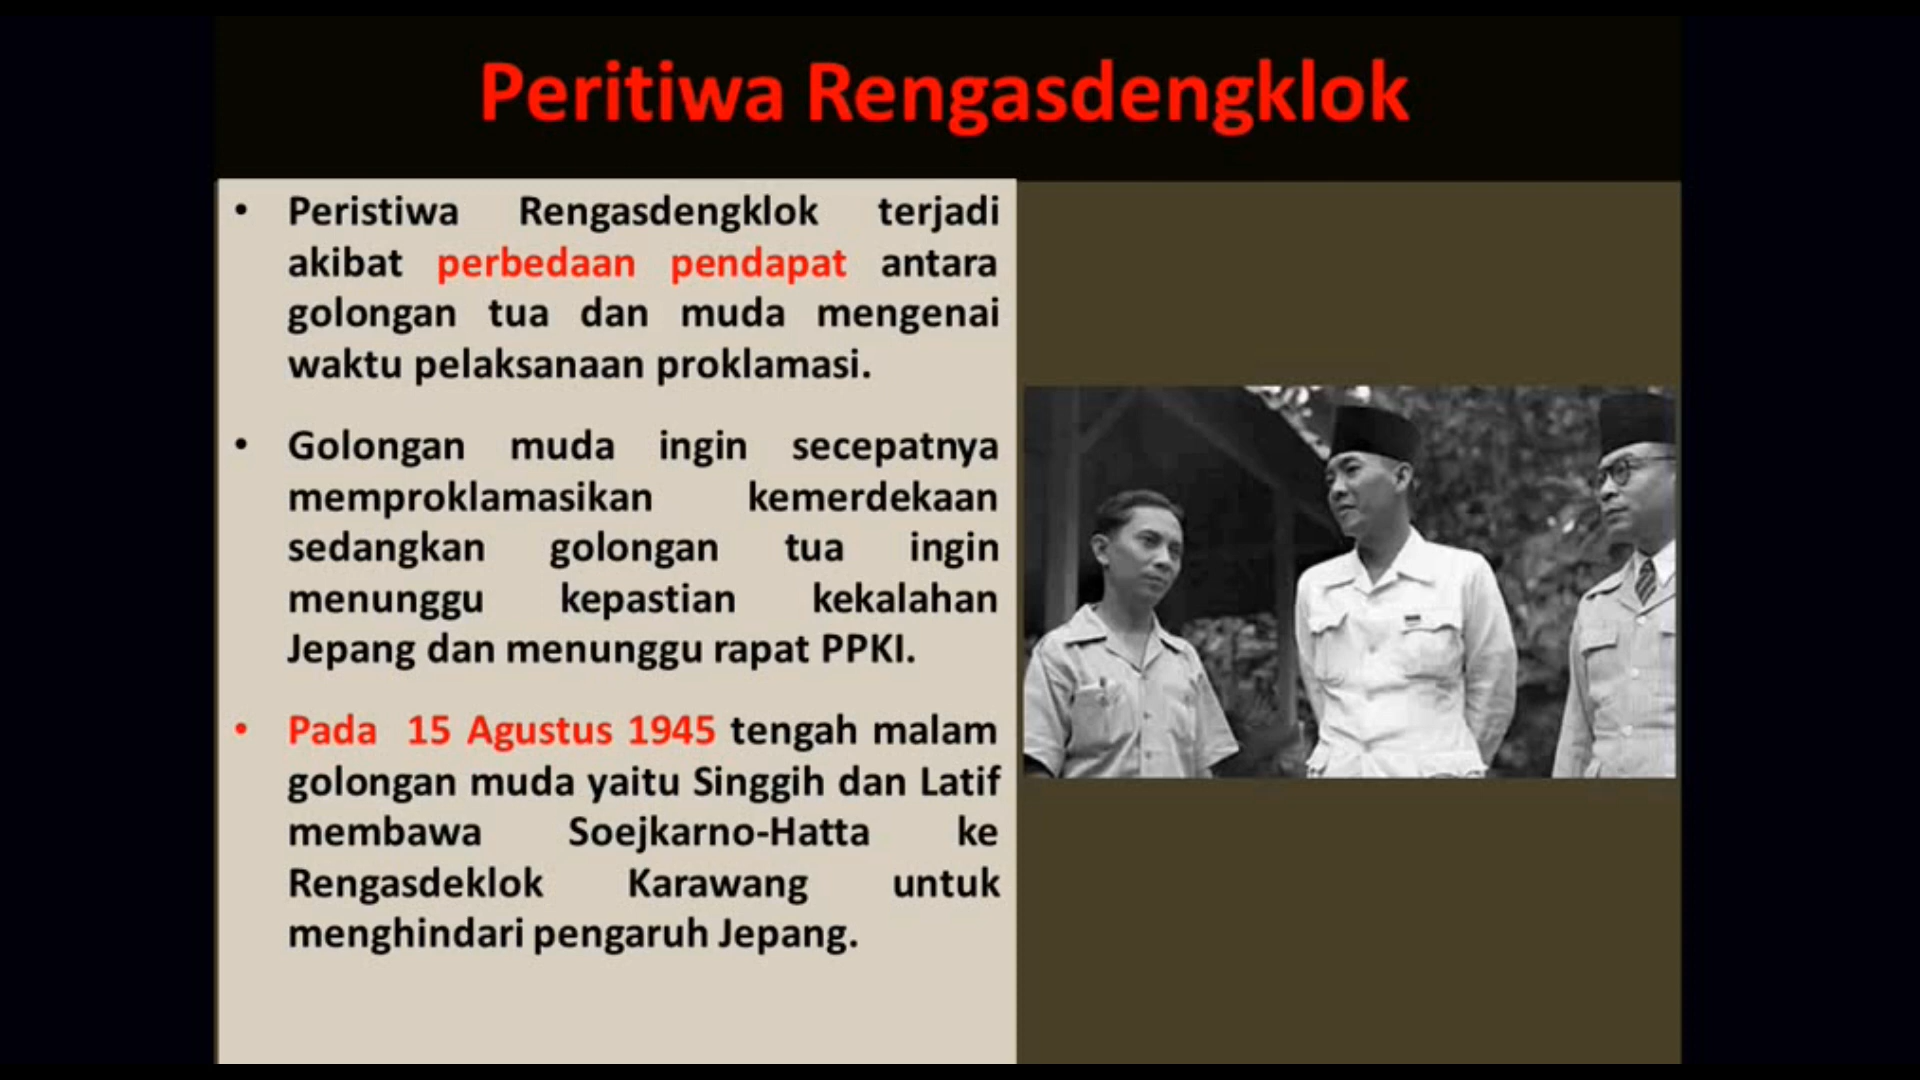 Peritiwa Rengasdengklok
• Peristiwa Rengasdengklok terjadi
akibat perbedaan pendapat antara
golongan tua dan muda mengenai
waktu pelaksanaan proklamasi.
• Golongan muda ingin secepatnya
memproklamasikan kemerdekaan
sedangkan golongan tua ingin
menunggu kepastian kekalahan
Jepang dan menunggu rapat PPKI.
• Pada 15 Agustus 1945 tengah malam
golongan muda yaitu Singgih dan Latif
membawa Soejkarno-Hatta ke
Rengasdeklok Karawang untuk
menghindari pengaruh Jepang.